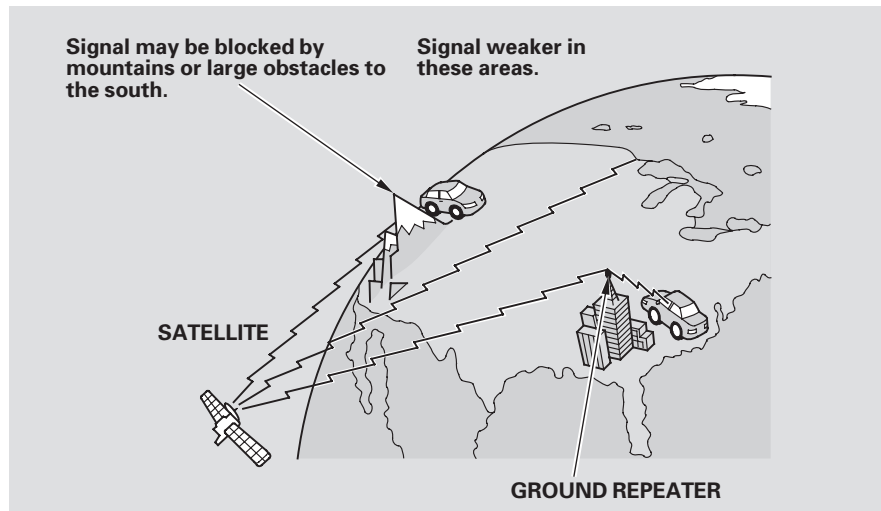 Signal may be blocked by
mountains or large obstacles to
the south.
Signal weaker in
these areas.
SATELLITE
GROUND REPEATER